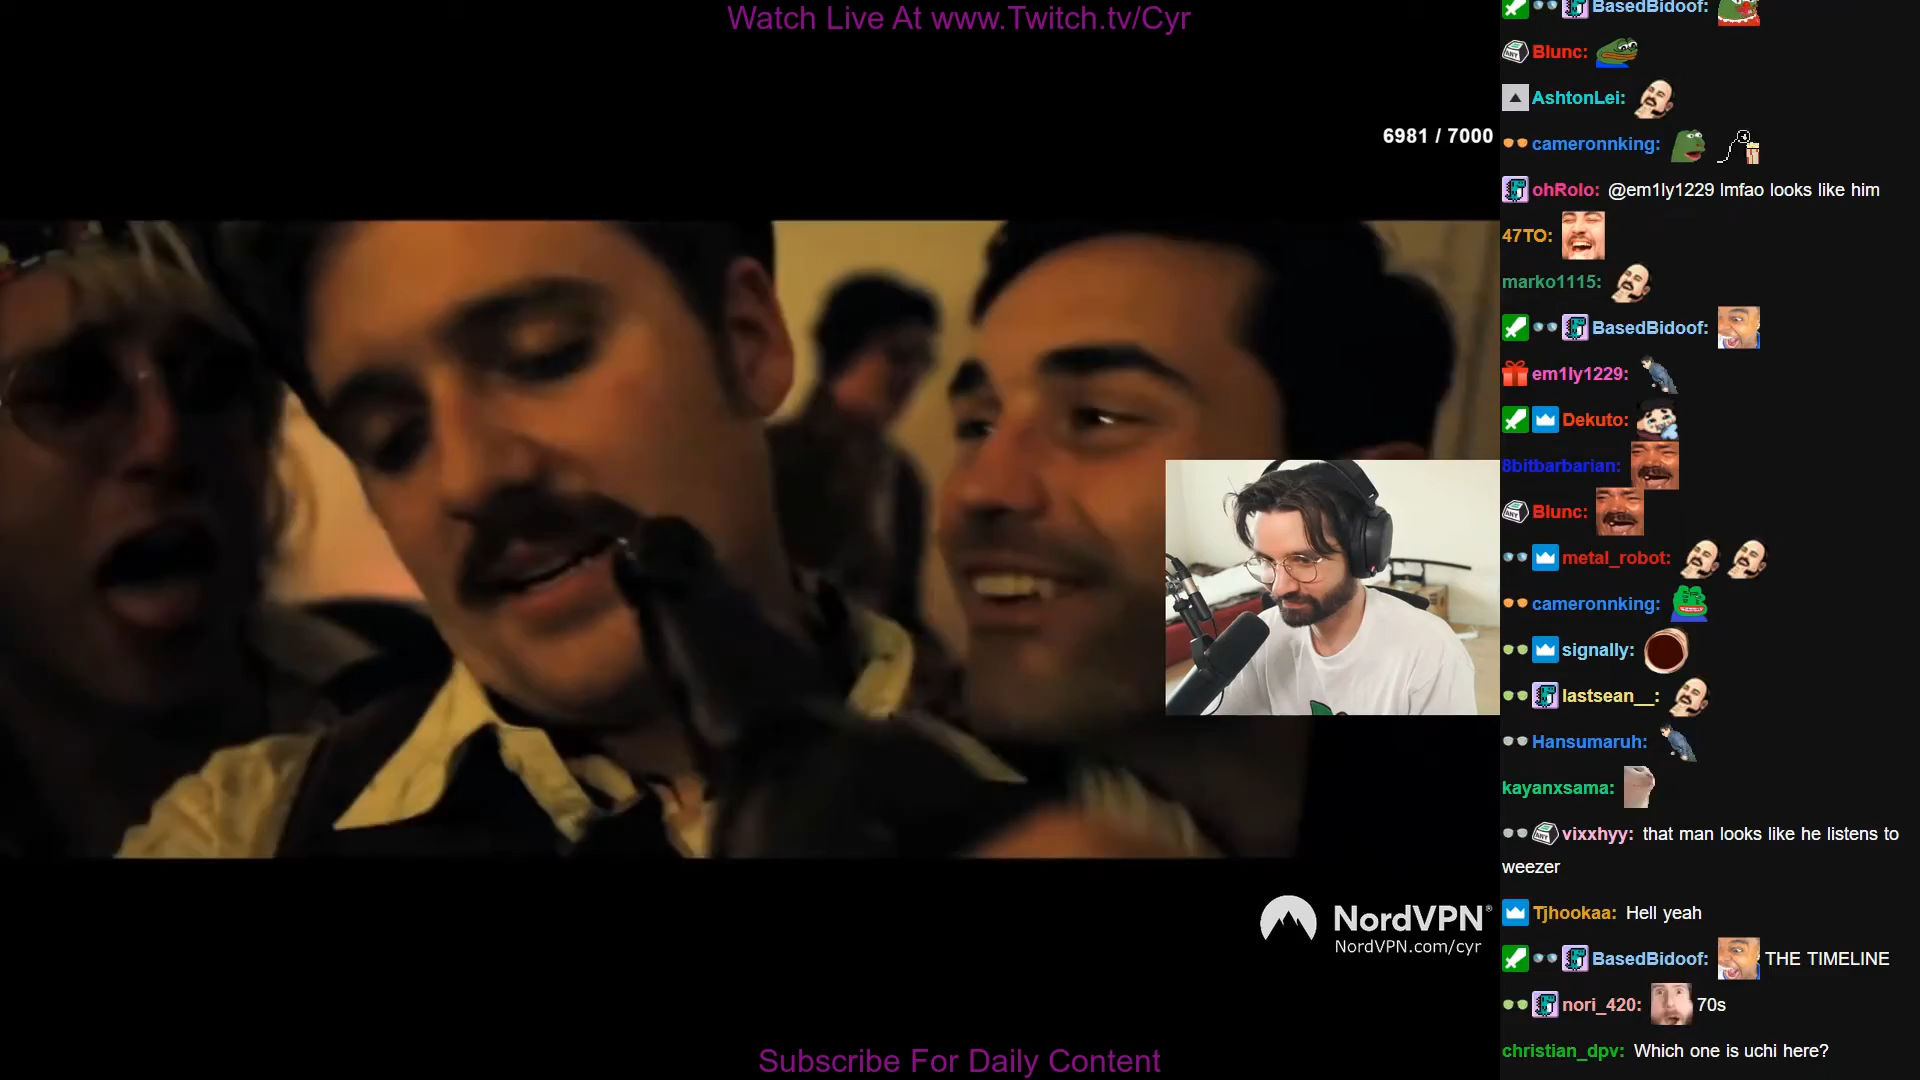 Watch Live At www.Twitch.tv/Cyr
6981 / 7000
NordVPN®
NordVPN.com/cyr
Subscribe For Daily Content
BasedBidoof:
Blunc:
AshtonLei:
cameronnking:
ohRolo: @em1ly1229 lmfao looks like him
47TO:
marko1115:
BasedBidoof:
em1ly1229:
Dekuto:
8bitbarbarian:
Blunc:
metal_robot:
cameronnking:
signally:
lastsean__:
Hansumaruh:
kayanxsama:
vixxhyy: that man looks like he listens to
weezer
Tjhookaa: Hell yeah
BasedBidoof: THE TIMELINE
nori_420: 70s
christian_dpv: Which one is uchi here?